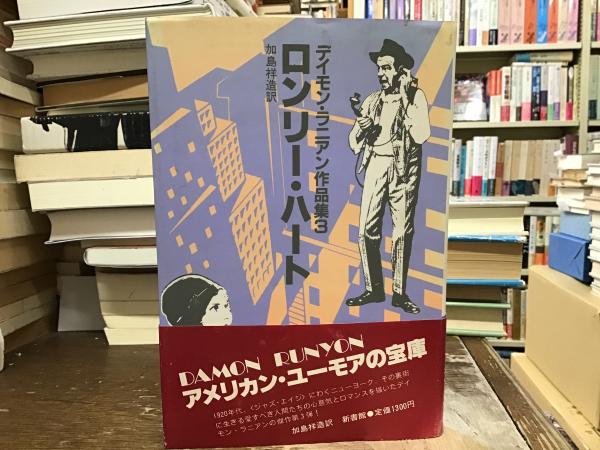 デイモン・ラニアン作品集3
ロンリー・ハート
加島祥造訳
DAMON RUNYON
アメリカン・ユーモアの宝庫
1920年代、〈ジャズ・エイジ〉にわくニューヨーク。その裏街
に生きる愛すべき人間たちの心意気とロマンスを描いたデイ
モン・ラニアンの傑作第3弾!
加島祥造訳 新書館●定価1300円